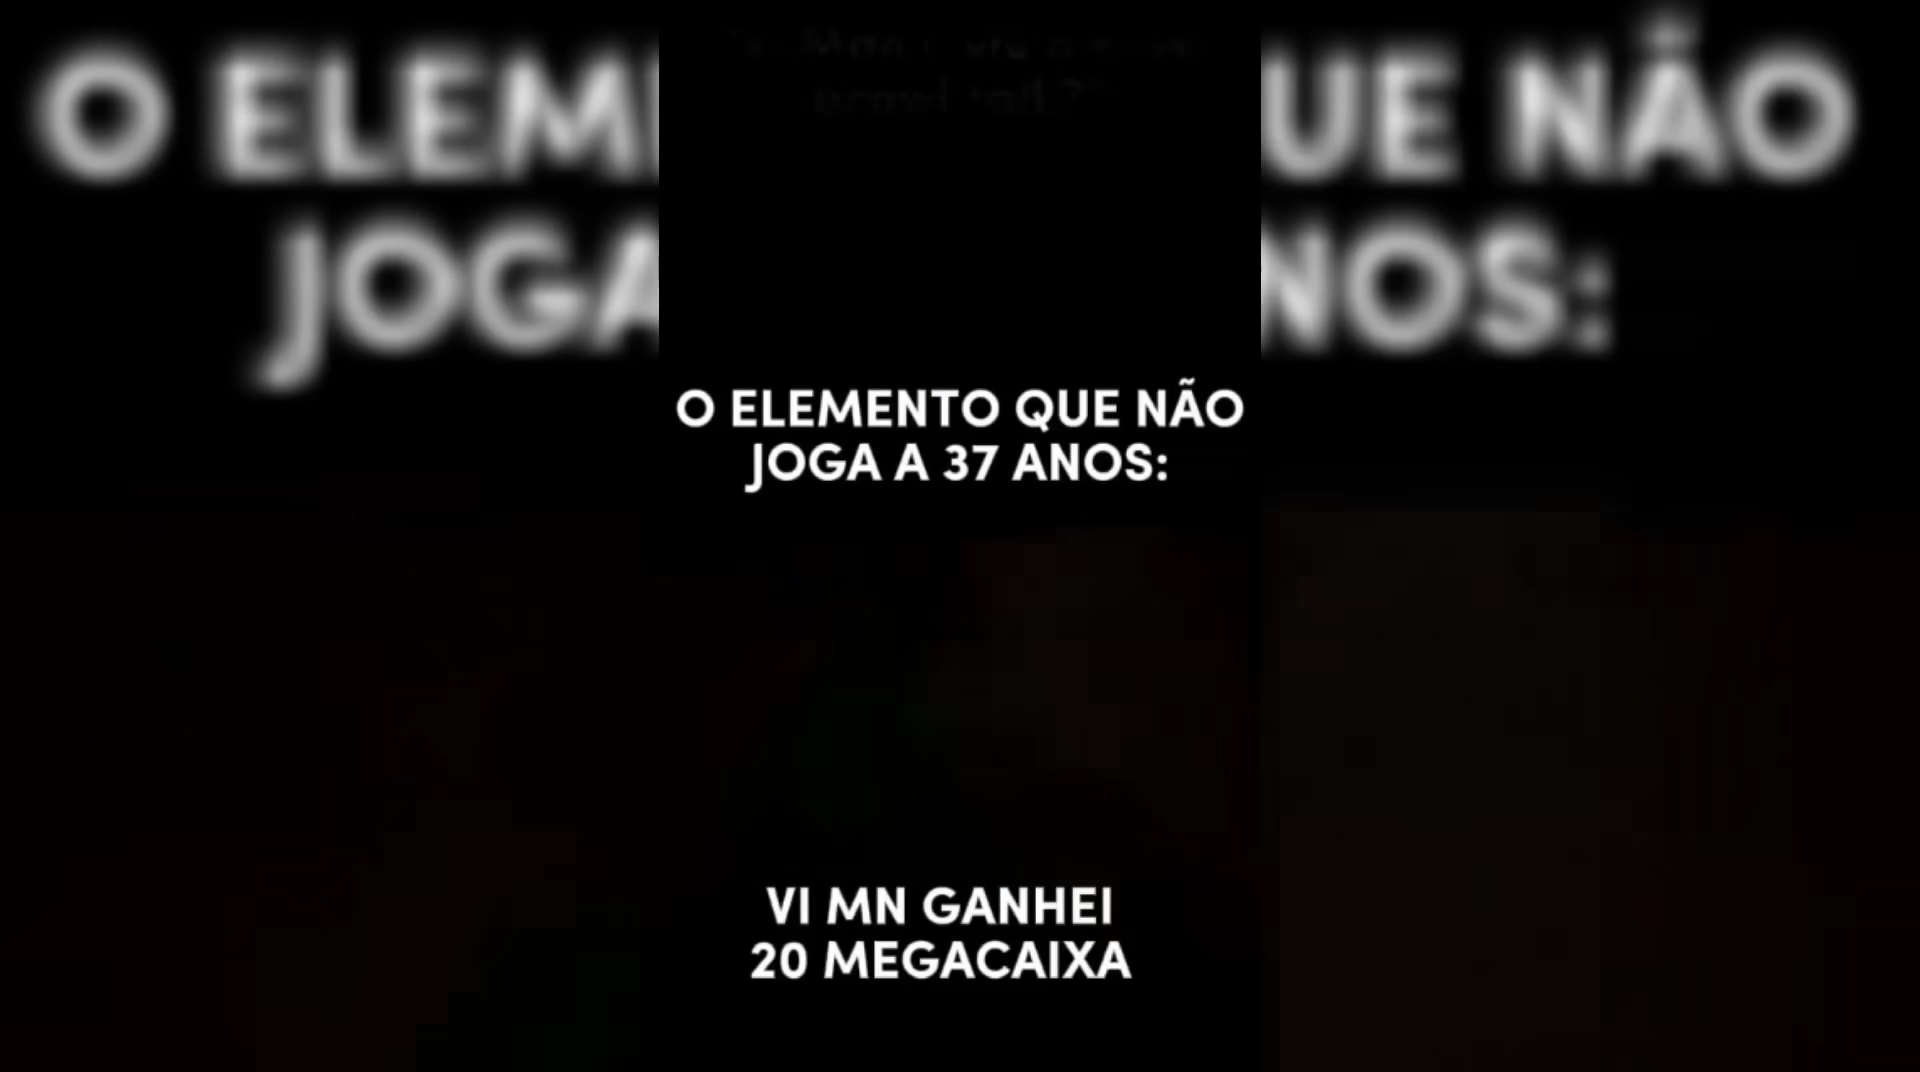 O ELEMENTO QUE NÃO
JOGA A 37 ANOS:
VI MN GANHEI
20 MEGACAIXA